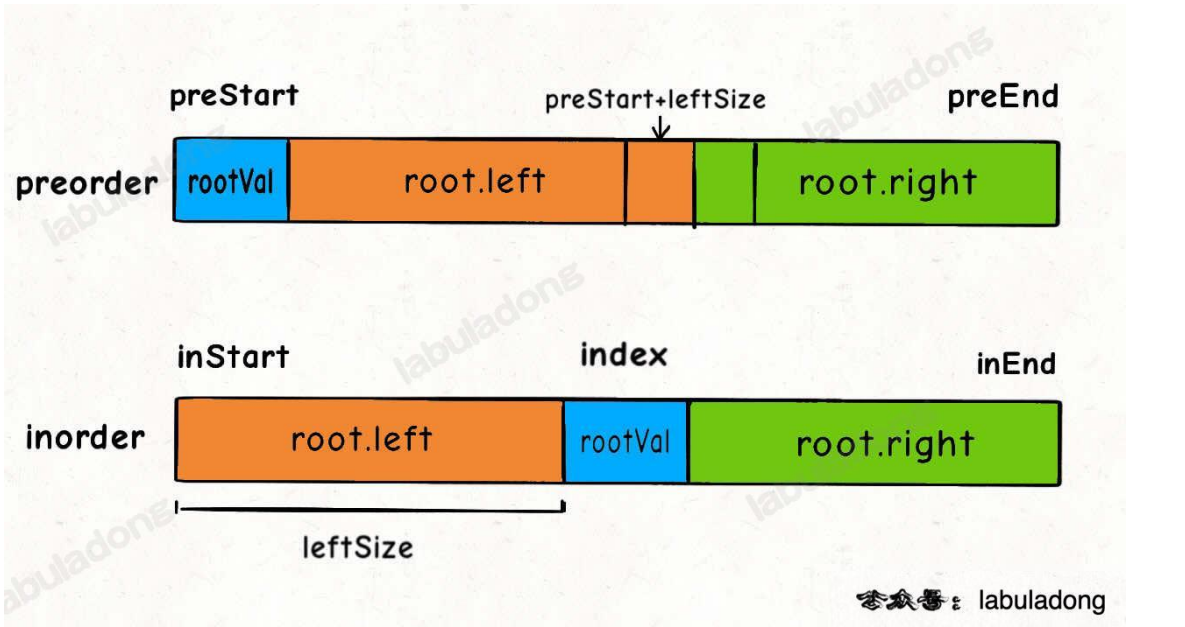 preStart
preStart+leftSize
preEnd
preorder
rootVal
root.left
root.right
inStart
index
inEnd
inorder
root.left
rootVal
root.right
leftSize
公众号：labuladong
labuladong
labuladong
labuladong
labuladong